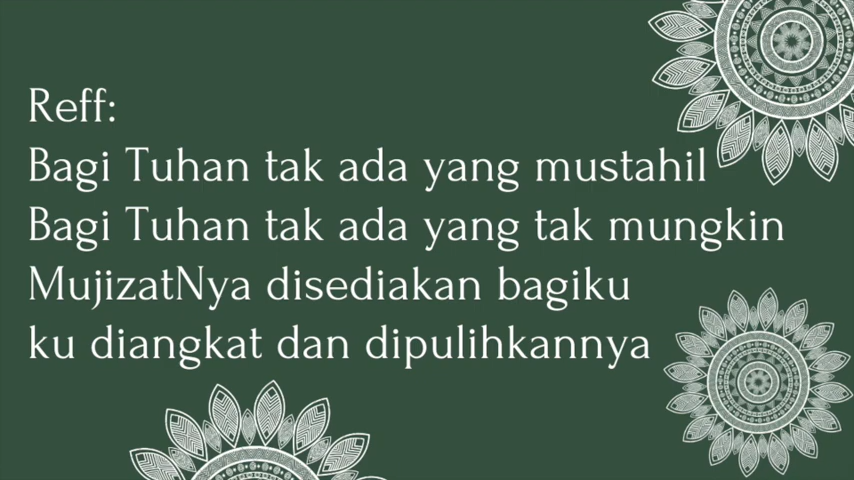 Reff:
Bagi Tuhan tak ada yang mustahil
Bagi Tuhan tak ada yang tak mungkin
MujizatNya disediakan bagiku
ku diangkat dan dipulihkannya